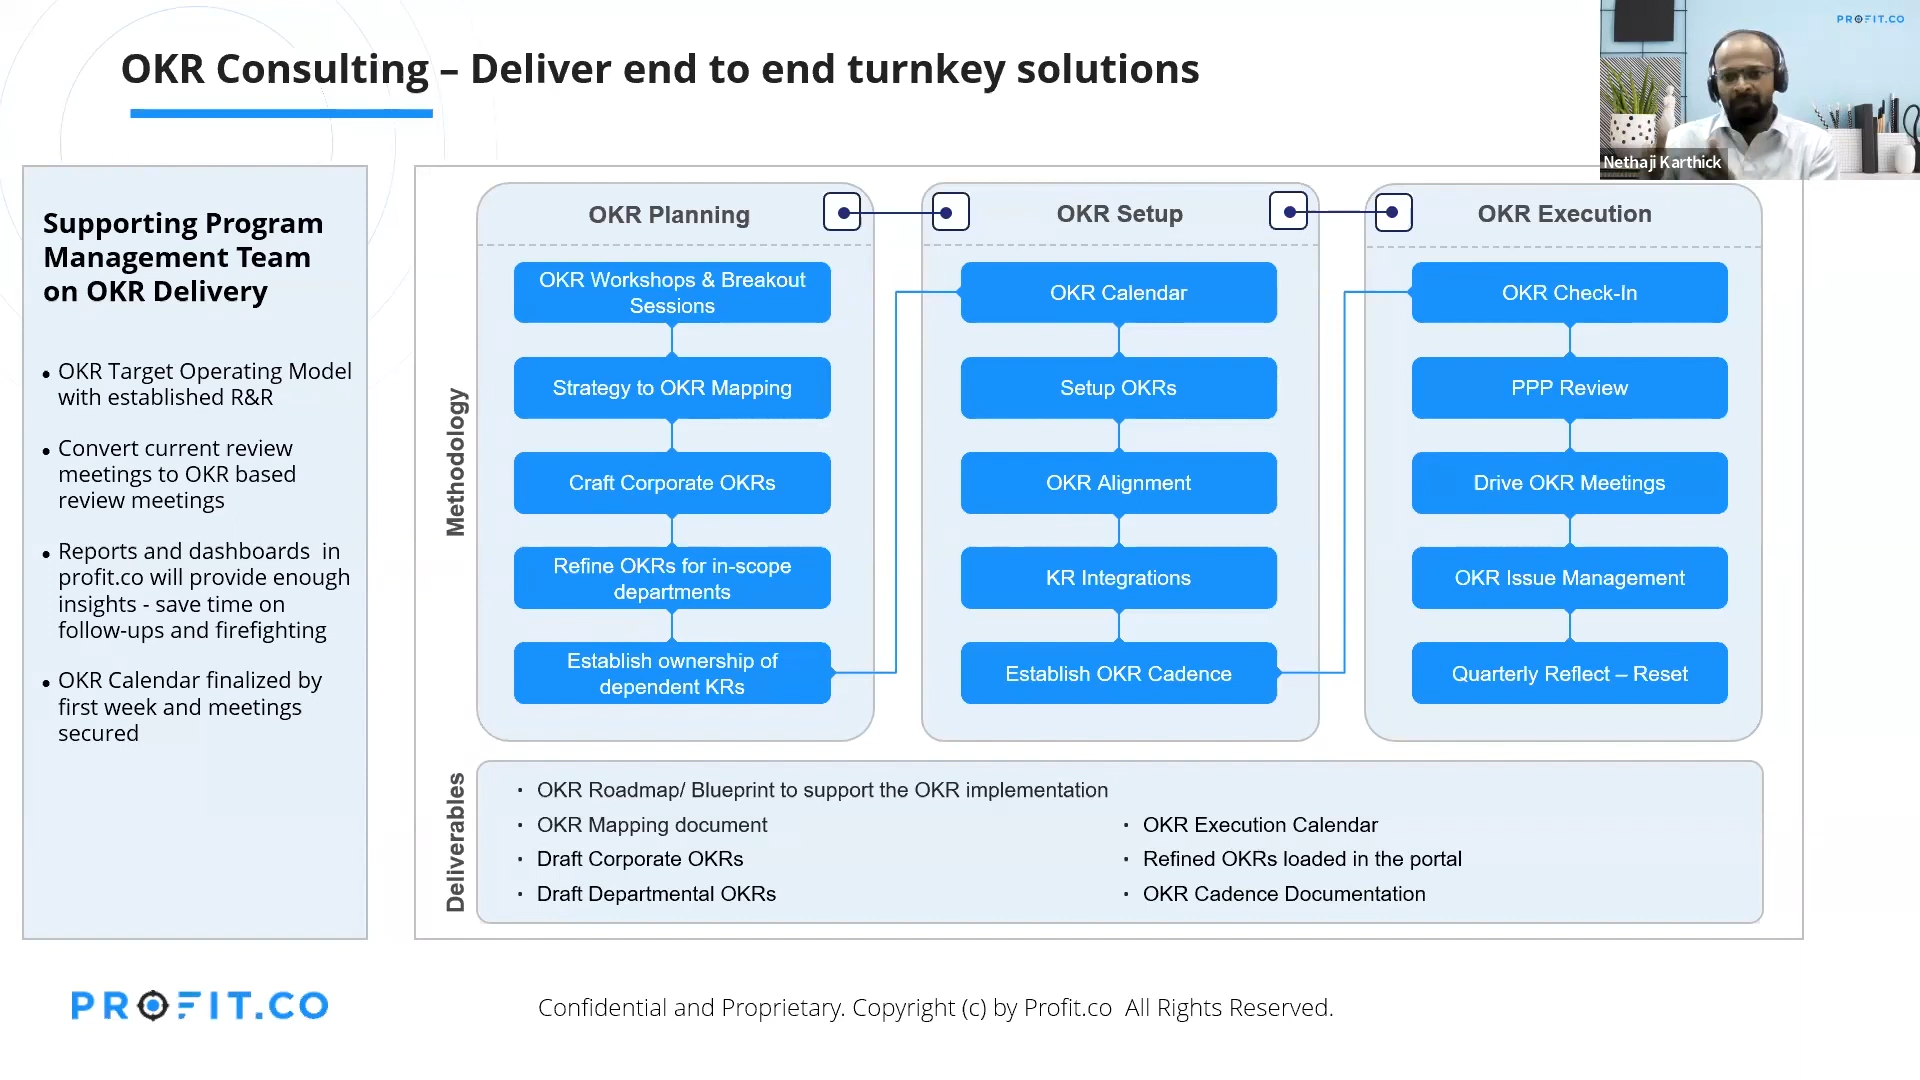 OKR Consulting – Deliver end to end turnkey solutions
PROFIT.CO
Nethaji Karthick
Supporting Program
Management Team
on OKR Delivery
• OKR Target Operating Model
with established R&R
• Convert current review
meetings to OKR based
review meetings
• Reports and dashboards  in
profit.co will provide enough
insights - save time on
follow-ups and firefighting
• OKR Calendar finalized by
first week and meetings
secured
Methodology
OKR Planning
OKR Workshops & Breakout
Sessions
Strategy to OKR Mapping
Craft Corporate OKRs
Refine OKRs for in-scope
departments
Establish ownership of
dependent KRs
OKR Setup
OKR Calendar
Setup OKRs
OKR Alignment
KR Integrations
Establish OKR Cadence
OKR Execution
OKR Check-In
PPP Review
Drive OKR Meetings
OKR Issue Management
Quarterly Reflect – Reset
Deliverables
• OKR Roadmap/ Blueprint to support the OKR implementation
• OKR Mapping document
• Draft Corporate OKRs
• Draft Departmental OKRs
• OKR Execution Calendar
• Refined OKRs loaded in the portal
• OKR Cadence Documentation
PROFIT.CO
Confidential and Proprietary. Copyright (c) by Profit.co  All Rights Reserved.